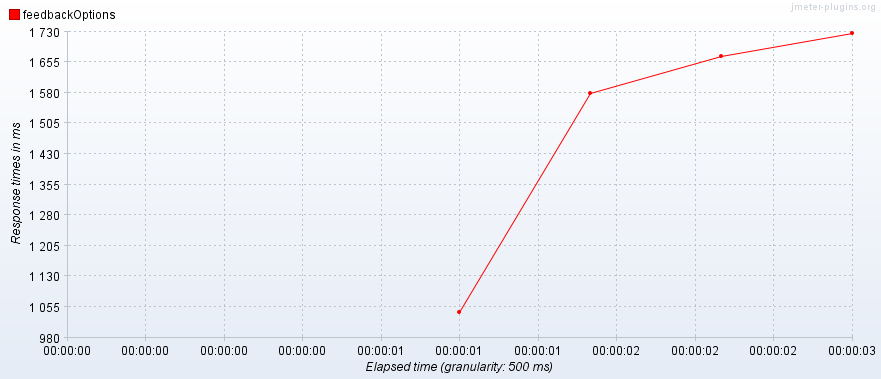 jmeter-plugins.org
feedbackOptions
1 730
1 655
1 580
1 505
1 430
1 355
1 280
1 205
1 130
1 055
980
Response times in ms
00:00:00 00:00:00 00:00:00 00:00:00 00:00:01 00:00:01 00:00:01 00:00:02 00:00:02 00:00:02 00:00:03
Elapsed time (granularity: 500 ms)